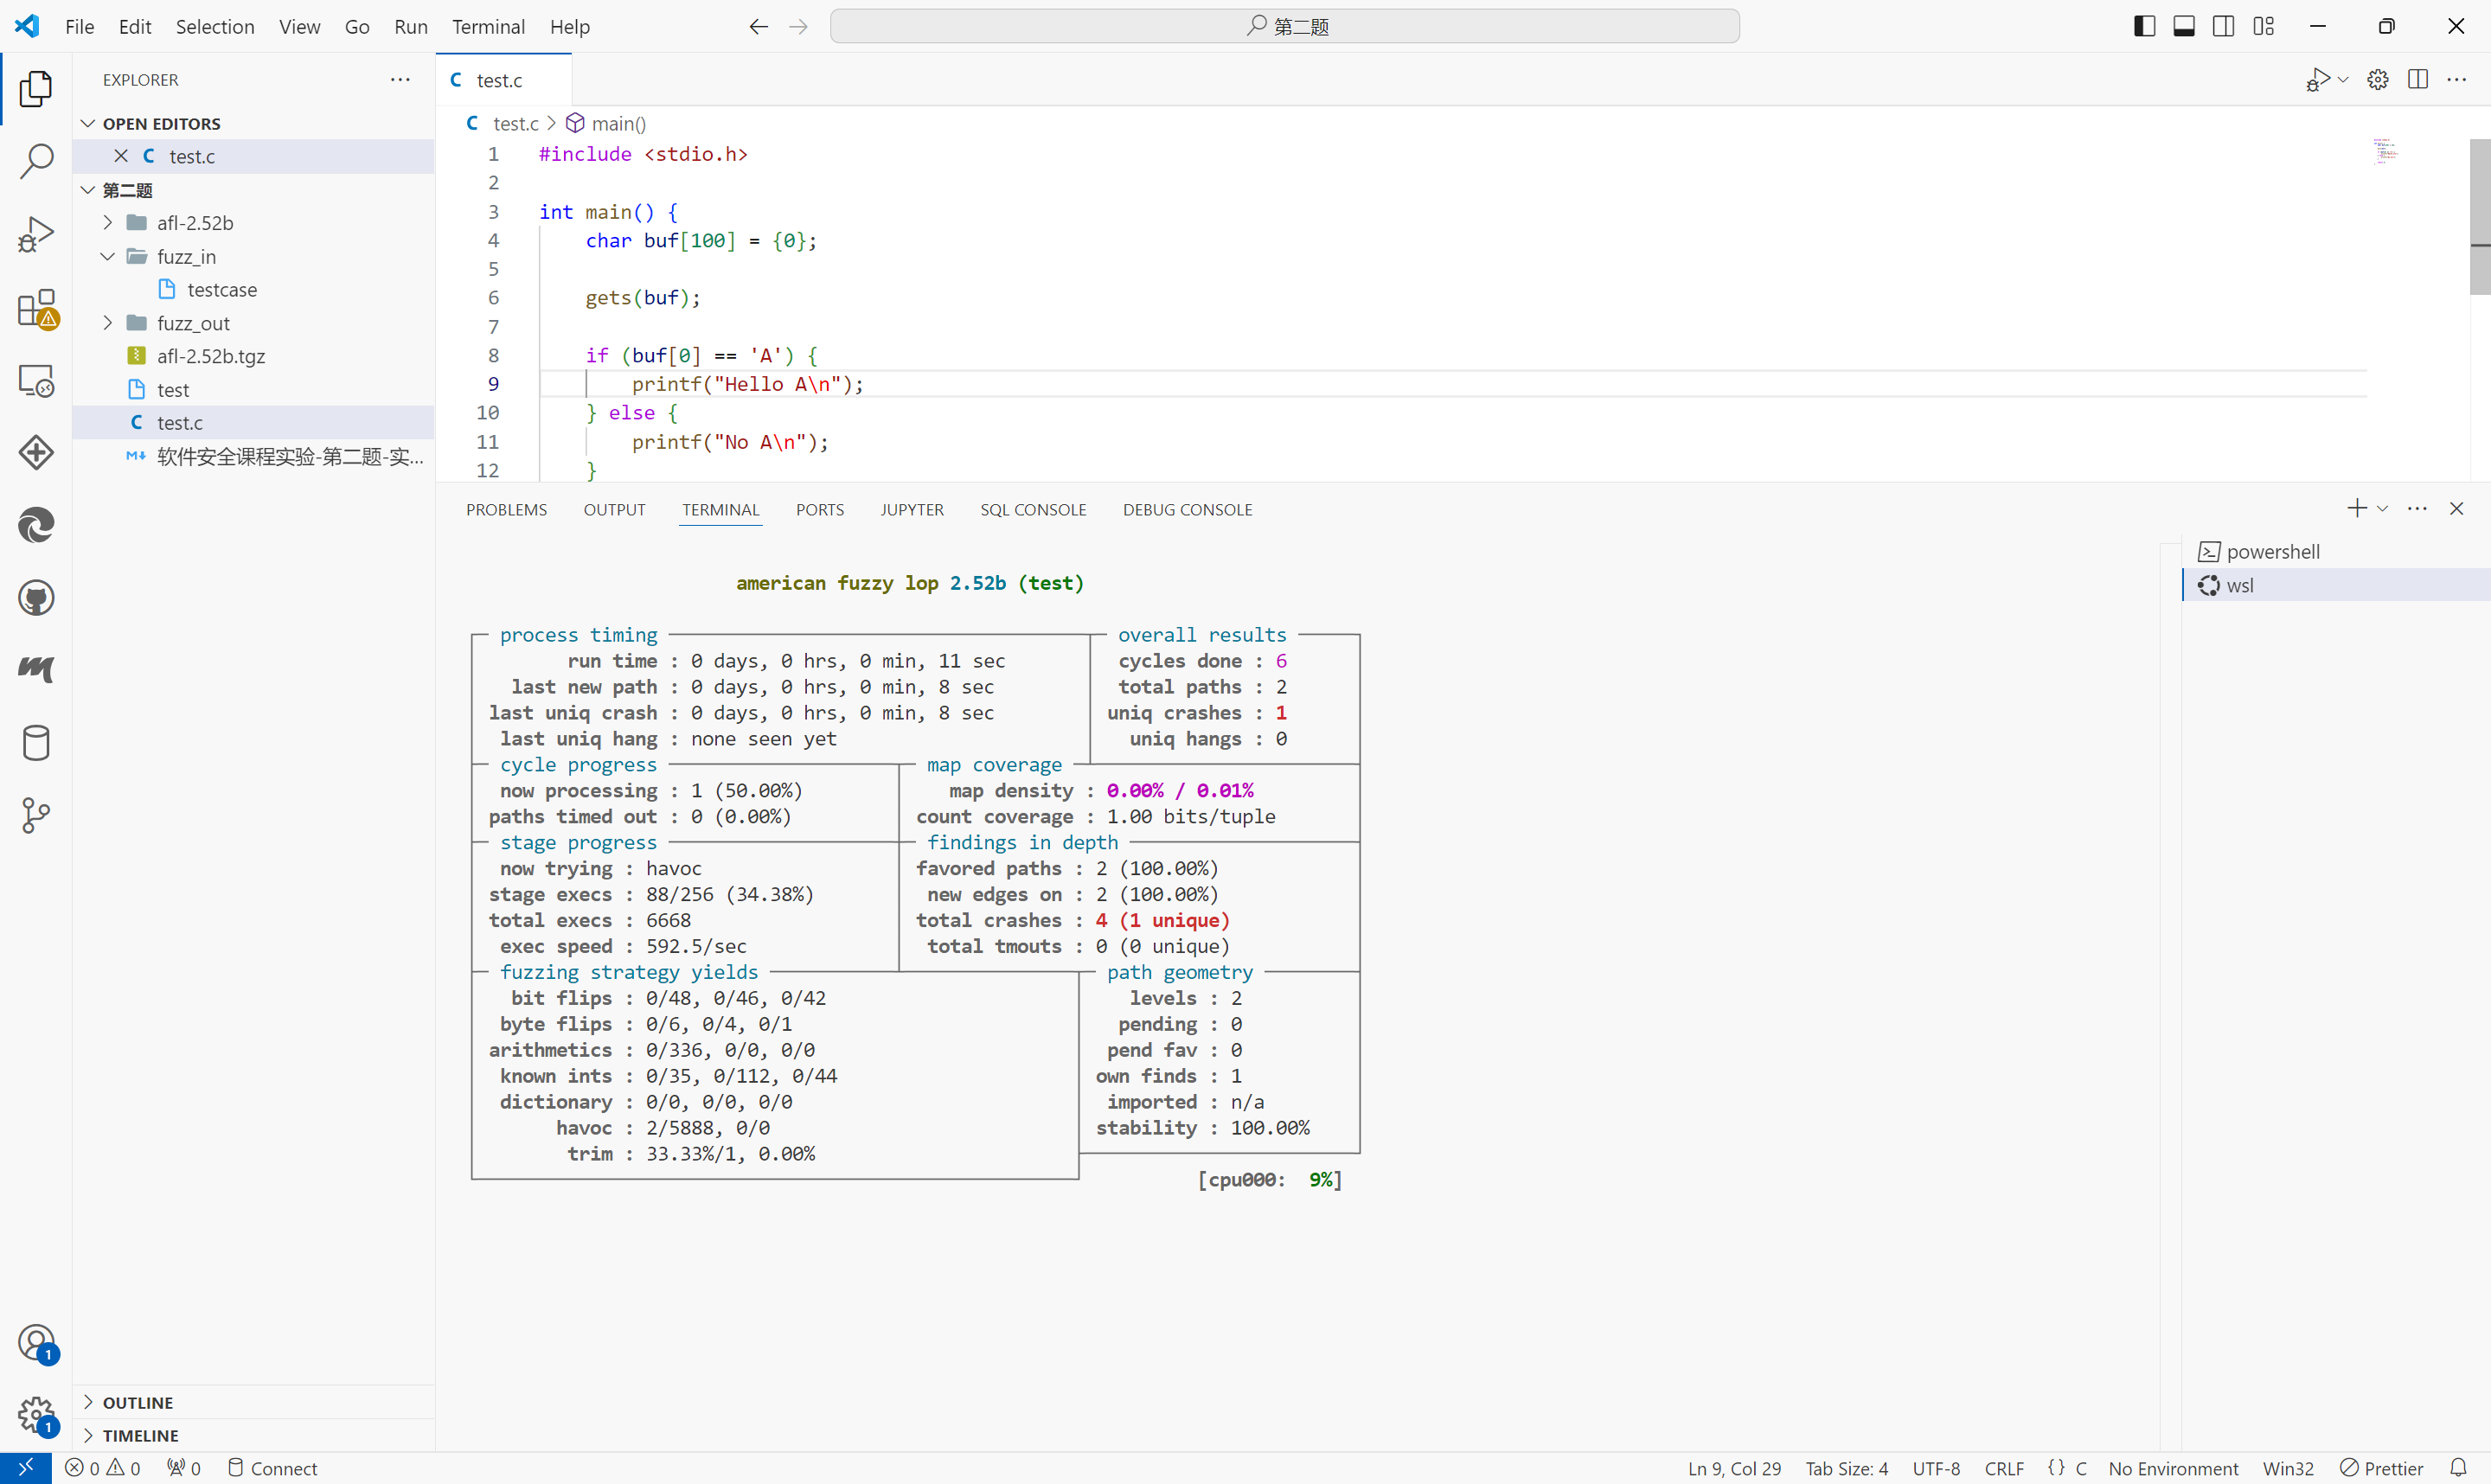 File Edit Selection View Go Run Terminal Help
第二题
EXPLORER
OPEN EDITORS
test.c
第二题
afl-2.52b
fuzz_in
testcase
fuzz_out
afl-2.52b.tgz
test
test.c
软件安全课程实验-第二题-实...
OUTLINE
TIMELINE
test.c
test.c > main()
1 #include <stdio.h>
2
3 int main() {
4 char buf[100] = {0};
5
6 gets(buf);
7
8 if (buf[0] == 'A') {
9 printf("Hello A\n");
10 } else {
11 printf("No A\n");
12 }
PROBLEMS OUTPUT TERMINAL PORTS JUPYTER SQL CONSOLE DEBUG CONSOLE
powershell
wsl
american fuzzy lop 2.52b (test)
process timing
run time : 0 days, 0 hrs, 0 min, 11 sec
last new path : 0 days, 0 hrs, 0 min, 8 sec
last uniq crash : 0 days, 0 hrs, 0 min, 8 sec
last uniq hang : none seen yet
overall results
cycles done : 6
total paths : 2
uniq crashes : 1
uniq hangs : 0
cycle progress
now processing : 1 (50.00%)
paths timed out : 0 (0.00%)
map coverage
map density : 0.00% / 0.01%
count coverage : 1.00 bits/tuple
stage progress
now trying : havoc
stage execs : 88/256 (34.38%)
total execs : 6668
exec speed : 592.5/sec
findings in depth
favored paths : 2 (100.00%)
new edges on : 2 (100.00%)
total crashes : 4 (1 unique)
total tmouts : 0 (0 unique)
fuzzing strategy yields
bit flips : 0/48, 0/46, 0/42
byte flips : 0/6, 0/4, 0/1
arithmetics : 0/336, 0/0, 0/0
known ints : 0/35, 0/112, 0/44
dictionary : 0/0, 0/0, 0/0
havoc : 2/5888, 0/0
trim : 33.33%/1, 0.00%
path geometry
levels : 2
pending : 0
pend fav : 0
own finds : 1
imported : n/a
stability : 100.00%
[cpu000: 9%]
1
1
0 0 0 Connect
Ln 9, Col 29 Tab Size: 4 UTF-8 CRLF {} C No Environment Win32 Prettier